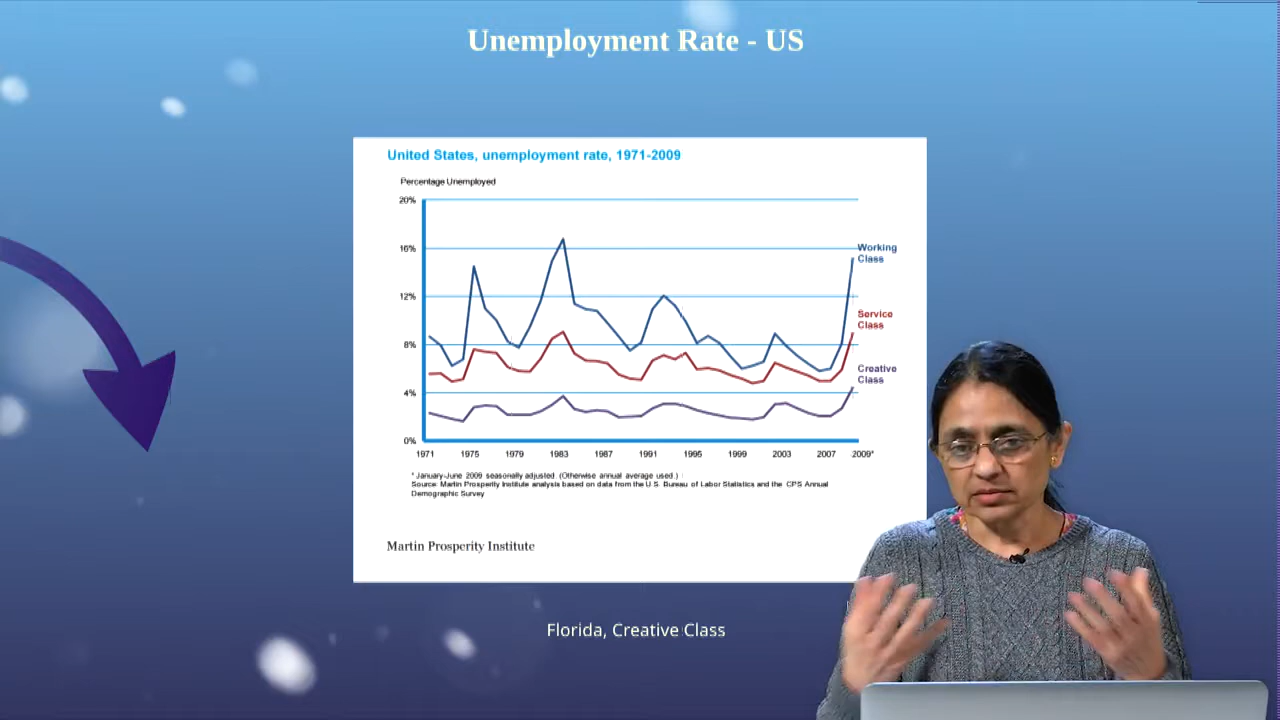 Unemployment Rate - US
United States, unemployment rate, 1971-2009
Percentage Unemployed
20%
16%
12%
8%
4%
0%
Working
Class
Service
Class
Creative
Class
1971 1975 1979 1983 1987 1991 1995 1999 2003 2007 2009*
* January-June 2009 seasonally adjusted. (Otherwise annual average used.)
Source: Martin Prosperity Institute analysis based on data from the U.S. Bureau of Labor Statistics and the CPS Annual
Demographic Survey
Martin Prosperity Institute
Florida, Creative Class